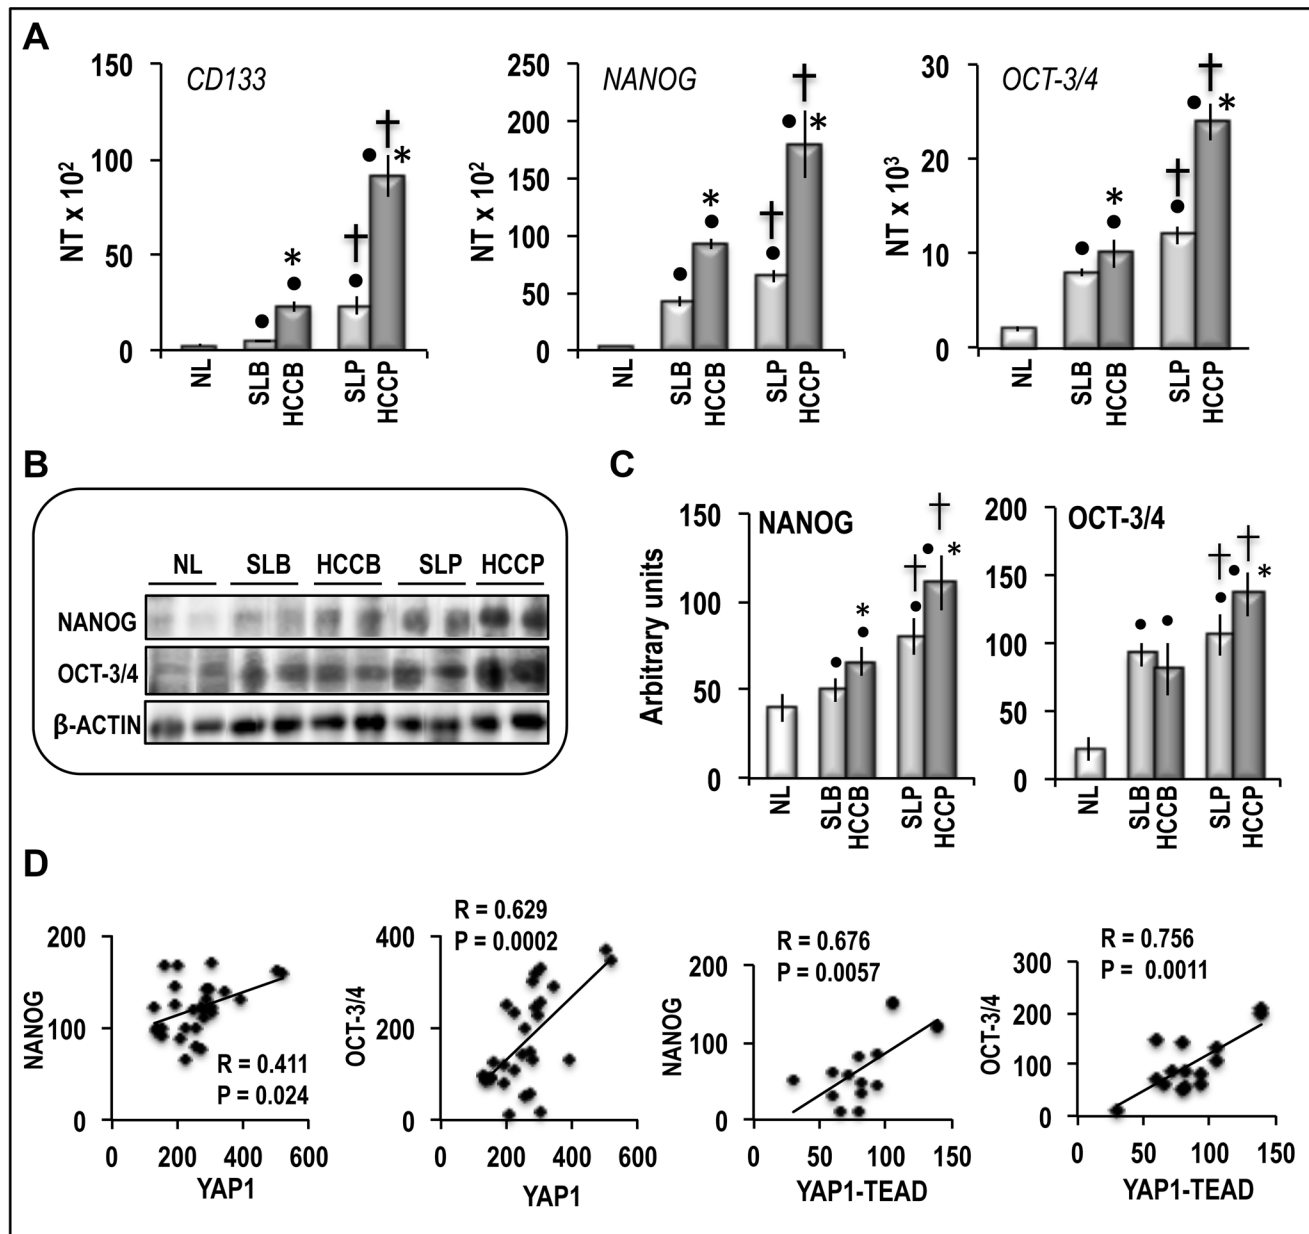 A
CD133
NT x 10²
150
100
50
0
NL
SLB
HCCB
SLP
HCCP
● ● * ● † ● † *
NANOG
NT x 10²
250
200
150
100
50
0
NL
SLB
HCCB
SLP
HCCP
● ● * ● † ● † *
OCT-3/4
NT x 10³
30
20
10
0
NL
SLB
HCCB
SLP
HCCP
● ● * ● † ● † *
B
NL SLB HCCB SLP HCCP
NANOG
OCT-3/4
β-ACTIN
C
NANOG
Arbitrary units
150
100
50
0
NL
SLB
HCCB
SLP
HCCP
● ● * ● † ● † *
OCT-3/4
200
150
100
50
0
NL
SLB
HCCB
SLP
HCCP
● ● ● † ● † *
D
NANOG
200
100
0
0 200 400 600
YAP1
R = 0.411
P = 0.024
OCT-3/4
400
200
0
0 200 400 600
YAP1
R = 0.629
P = 0.0002
NANOG
200
100
0
0 50 100 150
YAP1-TEAD
R = 0.676
P = 0.0057
OCT-3/4
300
200
100
0
0 50 100 150
YAP1-TEAD
R = 0.756
P = 0.0011